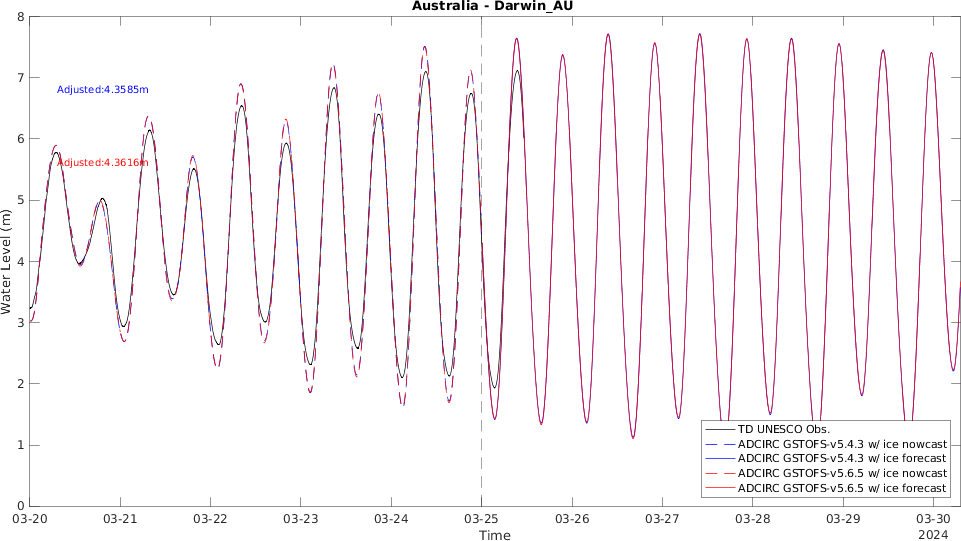 Australia - Darwin_AU
8
7
6
5
4
3
2
1
0
Water Level (m)
Adjusted:4.3585m
Adjusted:4.3616m
TD UNESCO Obs.
ADCIRC GSTOFS-v5.4.3 w/ ice nowcast
ADCIRC GSTOFS-v5.4.3 w/ ice forecast
ADCIRC GSTOFS-v5.6.5 w/ ice nowcast
ADCIRC GSTOFS-v5.6.5 w/ ice forecast
03-20 03-21 03-22 03-23 03-24 03-25 03-26 03-27 03-28 03-29 03-30
Time
2024